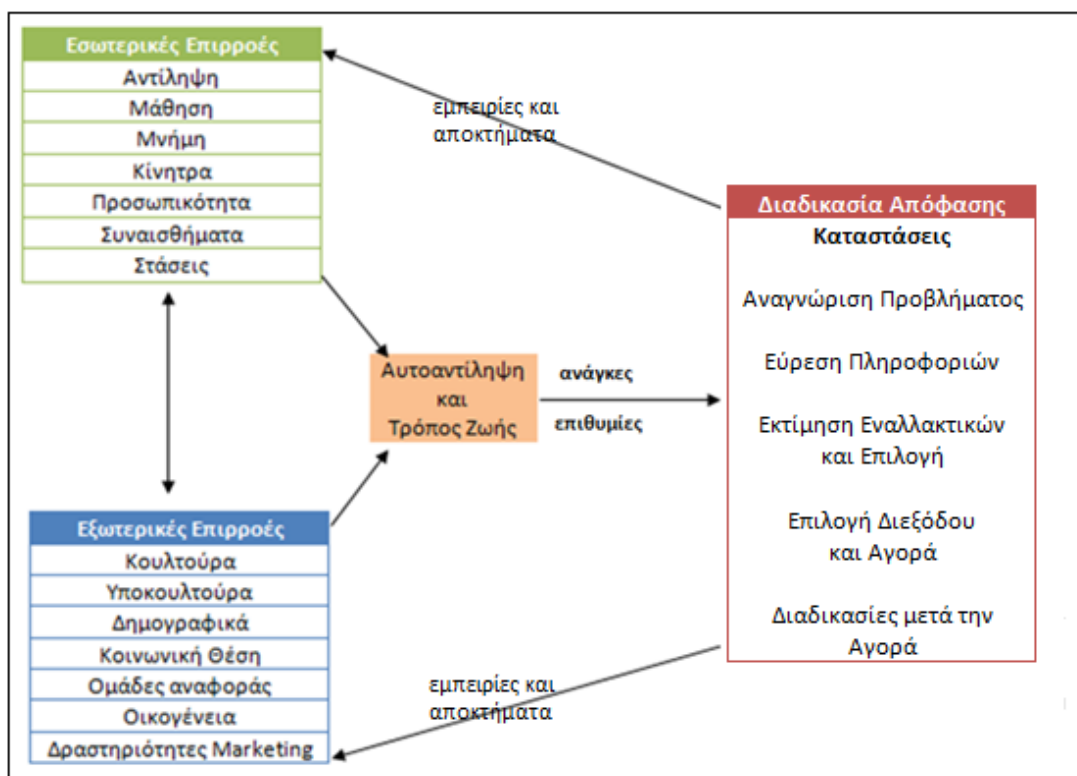 Εσωτερικές Επιρροές
Αντίληψη
Μάθηση
Μνήμη
Κίνητρα
Προσωπικότητα
Συναισθήματα
Στάσεις
εμπειρίες και
αποκτήματα
Εξωτερικές Επιρροές
Κουλτούρα
Υποκουλτούρα
Δημογραφικά
Κοινωνική Θέση
Ομάδες αναφοράς
Οικογένεια
Δραστηριότητες Marketing
Αυτοαντίληψη
και
Τρόπος Ζωής
ανάγκες
επιθυμίες
Διαδικασία Απόφασης
Καταστάσεις
Αναγνώριση Προβλήματος
Εύρεση Πληροφοριών
Εκτίμηση Εναλλακτικών
και Επιλογή
Επιλογή Διεξόδου
και Αγορά
Διαδικασίες μετά την
Αγορά
εμπειρίες και
αποκτήματα